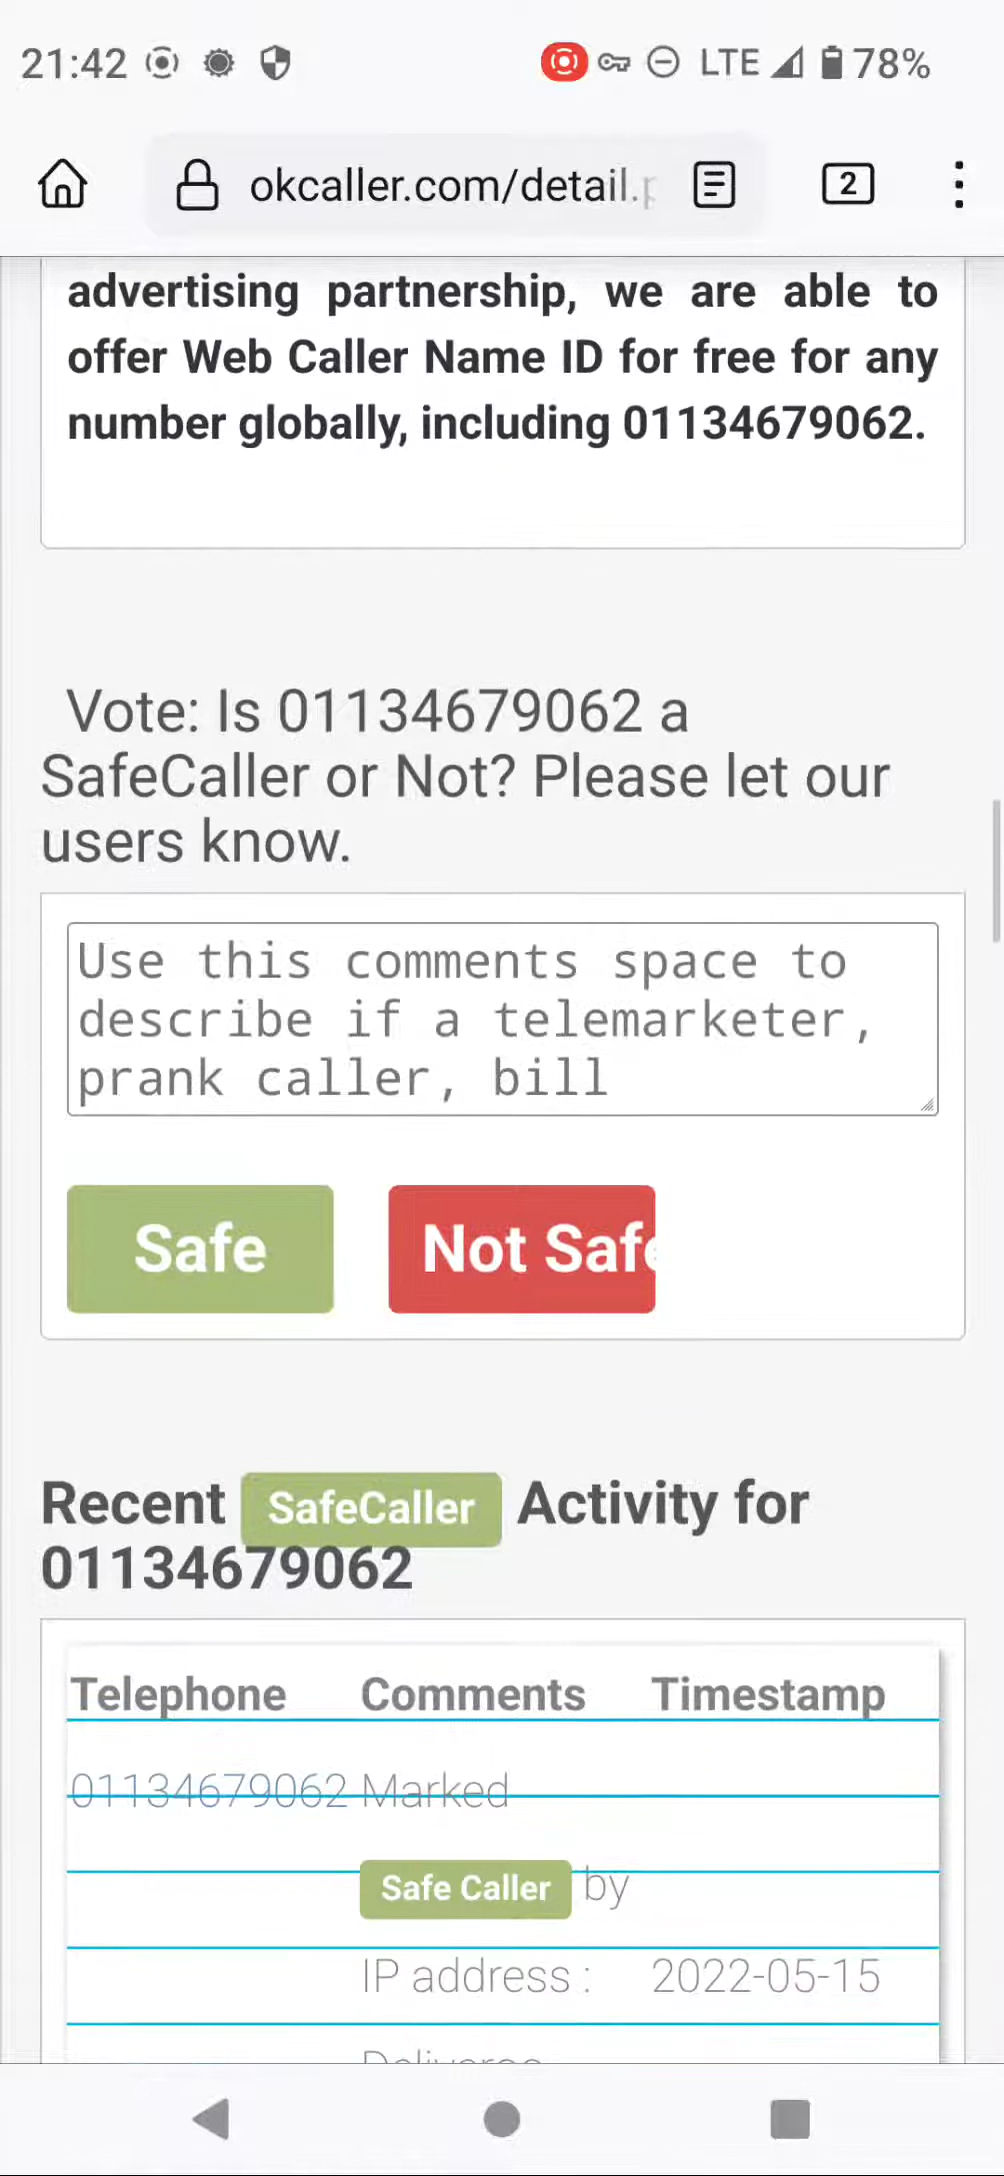 21:42 LTE 78%
okcaller.com/detail.p
2
advertising partnership, we are able to
offer Web Caller Name ID for free for any
number globally, including 01134679062.
Vote: Is 01134679062 a
SafeCaller or Not? Please let our
users know.
Use this comments space to
describe if a telemarketer,
prank caller, bill
Safe Not Safe
Recent SafeCaller Activity for
01134679062
Telephone Comments Timestamp
01134679062 Marked
Safe Caller by
IP address : 2022-05-15